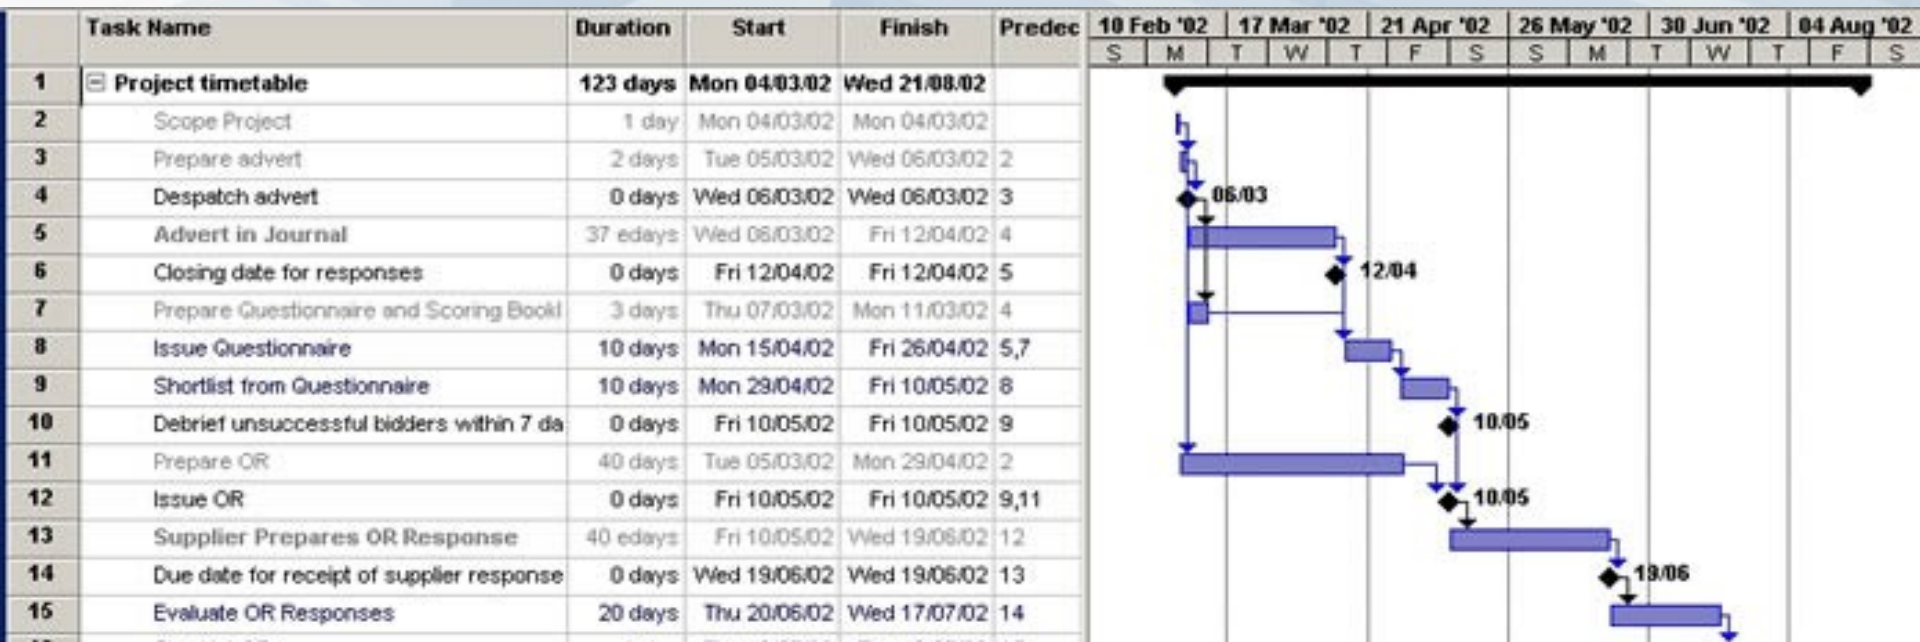 Task Name Duration Start Finish Predec 10 Feb '02 17 Mar '02 21 Apr '02 26 May '02 30 Jun '02 04 Aug '02
S M T W T F S S M T W T F S
1 Project timetable 123 days Mon 04/03/02 Wed 21/08/02
2 Scope Project 1 day Mon 04/03/02 Mon 04/03/02
3 Prepare advert 2 days Tue 05/03/02 Wed 06/03/02 2
4 Despatch advert 0 days Wed 06/03/02 Wed 06/03/02 3 06/03
5 Advert in Journal 37 edays Wed 06/03/02 Fri 12/04/02 4
6 Closing date for responses 0 days Fri 12/04/02 Fri 12/04/02 5 12/04
7 Prepare Questionnaire and Scoring Bookl 3 days Thu 07/03/02 Mon 11/03/02 4
8 Issue Questionnaire 10 days Mon 15/04/02 Fri 26/04/02 5,7
9 Shortlist from Questionnaire 10 days Mon 29/04/02 Fri 10/05/02 8
10 Debrief unsuccessful bidders within 7 da 0 days Fri 10/05/02 Fri 10/05/02 9 10/05
11 Prepare OR 40 days Tue 05/03/02 Mon 29/04/02 2
12 Issue OR 0 days Fri 10/05/02 Fri 10/05/02 9,11 10/05
13 Supplier Prepares OR Response 40 edays Fri 10/05/02 Wed 19/06/02 12
14 Due date for receipt of supplier response 0 days Wed 19/06/02 Wed 19/06/02 13 19/06
15 Evaluate OR Responses 20 days Thu 20/06/02 Wed 17/07/02 14